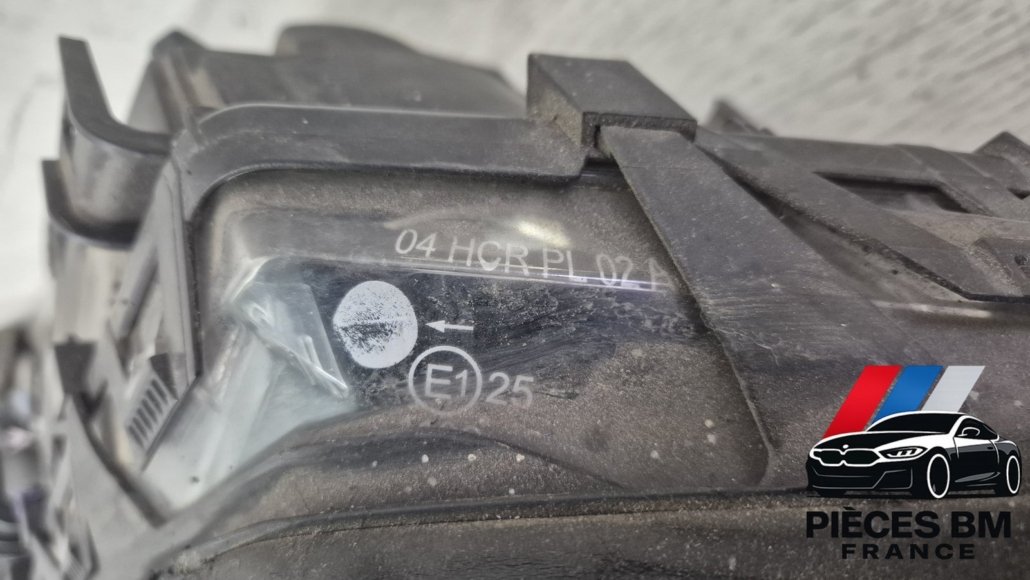 04 HCR PL 02 A
← E1 25
PIÈCES BM
FRANCE